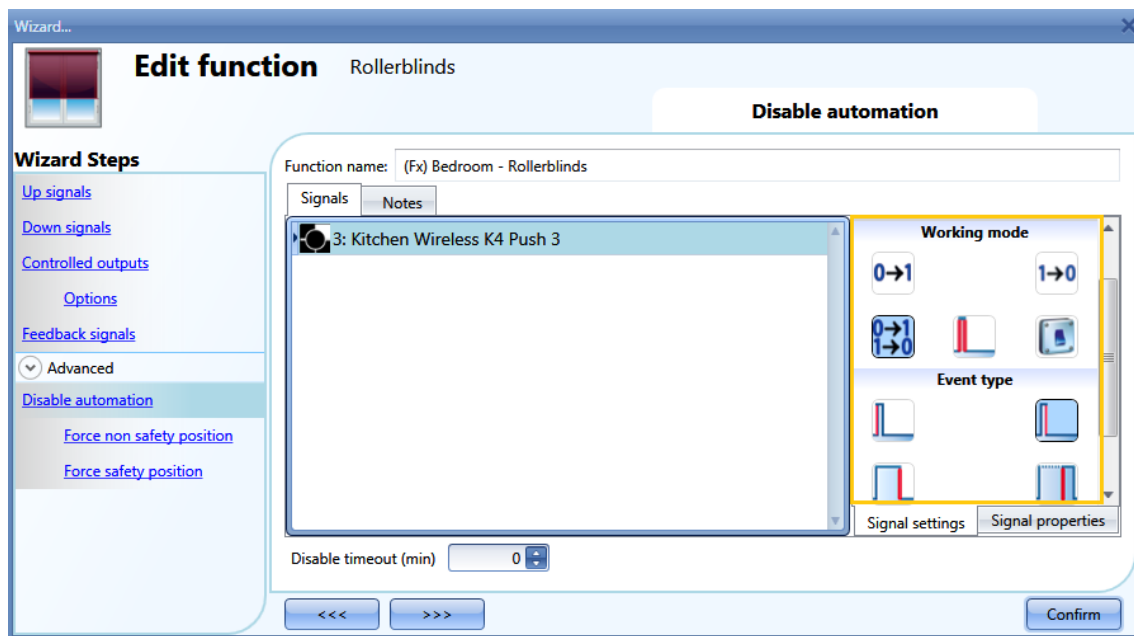 Wizard...
Edit function Rollerblinds
Disable automation
Wizard Steps
Up signals
Down signals
Controlled outputs
Options
Feedback signals
Advanced
Disable automation
Force non safety position
Force safety position
Function name: (Fx) Bedroom - Rollerblinds
Signals Notes
3: Kitchen Wireless K4 Push 3
Working mode
0→1 1→0
0→1
1→0
Event type
Signal settings Signal properties
Disable timeout (min) 0
<<< >>> Confirm